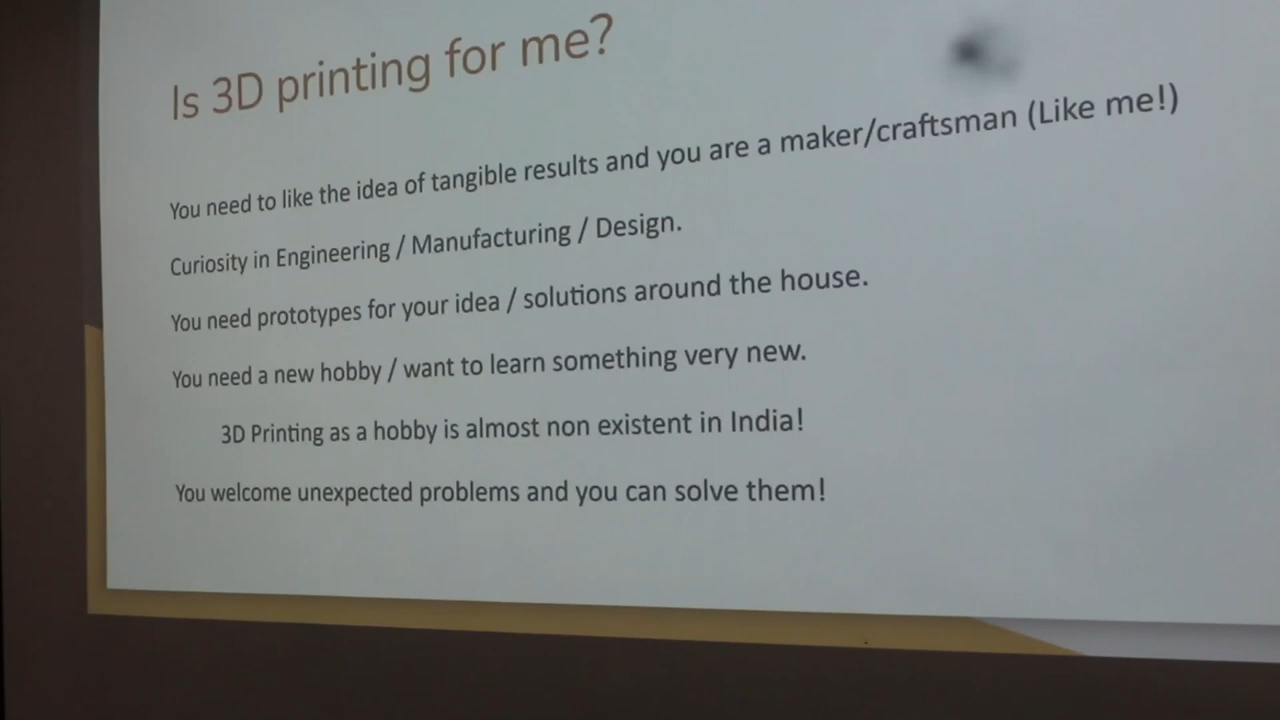 Is 3D printing for me?
You need to like the idea of tangible results and you are a maker/craftsman (Like me!)
Curiosity in Engineering / Manufacturing / Design.
You need prototypes for your idea / solutions around the house.
You need a new hobby / want to learn something very new.
3D Printing as a hobby is almost non existent in India!
You welcome unexpected problems and you can solve them!